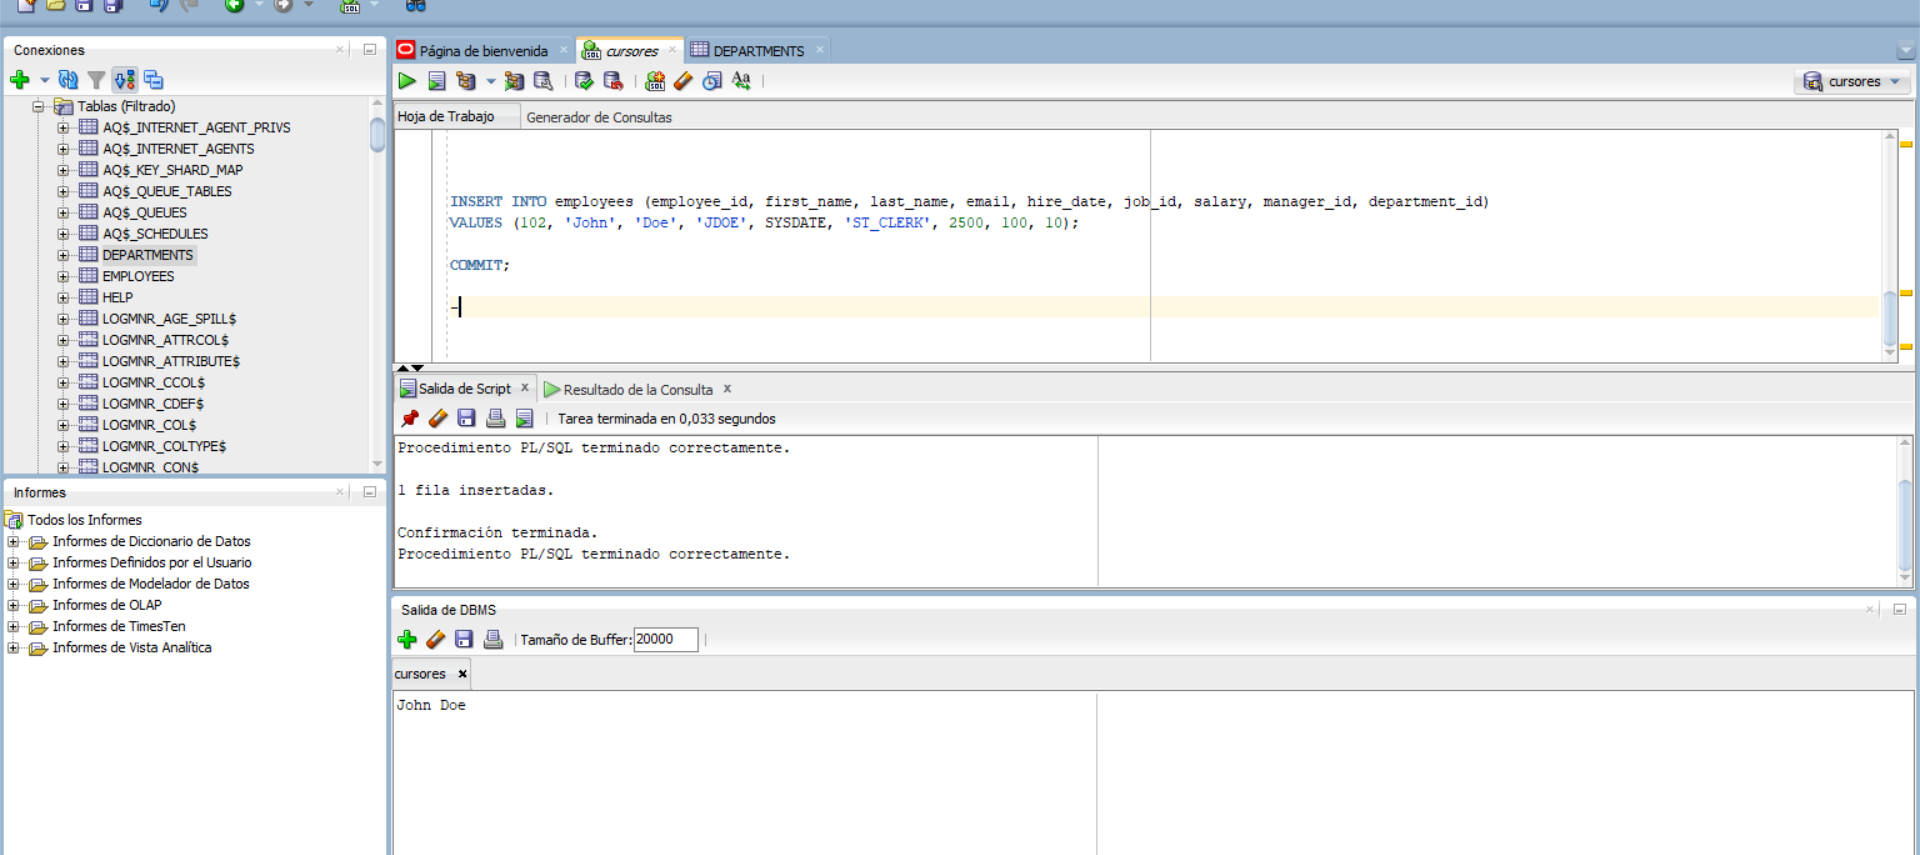 Conexiones
Tablas (Filtrado)
AQ$_INTERNET_AGENT_PRIVS
AQ$_INTERNET_AGENTS
AQ$_KEY_SHARD_MAP
AQ$_QUEUE_TABLES
AQ$_QUEUES
AQ$_SCHEDULES
DEPARTMENTS
EMPLOYEES
HELP
LOGMNR_AGE_SPILL$
LOGMNR_ATTRCOL$
LOGMNR_ATTRIBUTE$
LOGMNR_CCOL$
LOGMNR_CDEF$
LOGMNR_COL$
LOGMNR_COLTYPE$
LOGMNR_CON$
Informes
Todos los Informes
Informes de Diccionario de Datos
Informes Definidos por el Usuario
Informes de Modelador de Datos
Informes de OLAP
Informes de TimesTen
Informes de Vista Analítica
Página de bienvenida
cursores
DEPARTMENTS
cursores
Hoja de Trabajo
Generador de Consultas
INSERT INTO employees (employee_id, first_name, last_name, email, hire_date, job_id, salary, manager_id, department_id)
VALUES (102, 'John', 'Doe', 'JDOE', SYSDATE, 'ST_CLERK', 2500, 100, 10);
COMMIT;
-
Salida de Script
Resultado de la Consulta
Tarea terminada en 0,033 segundos
Procedimiento PL/SQL terminado correctamente.
1 fila insertadas.
Confirmación terminada.
Procedimiento PL/SQL terminado correctamente.
Salida de DBMS
Tamaño de Buffer: 20000
cursores
John Doe